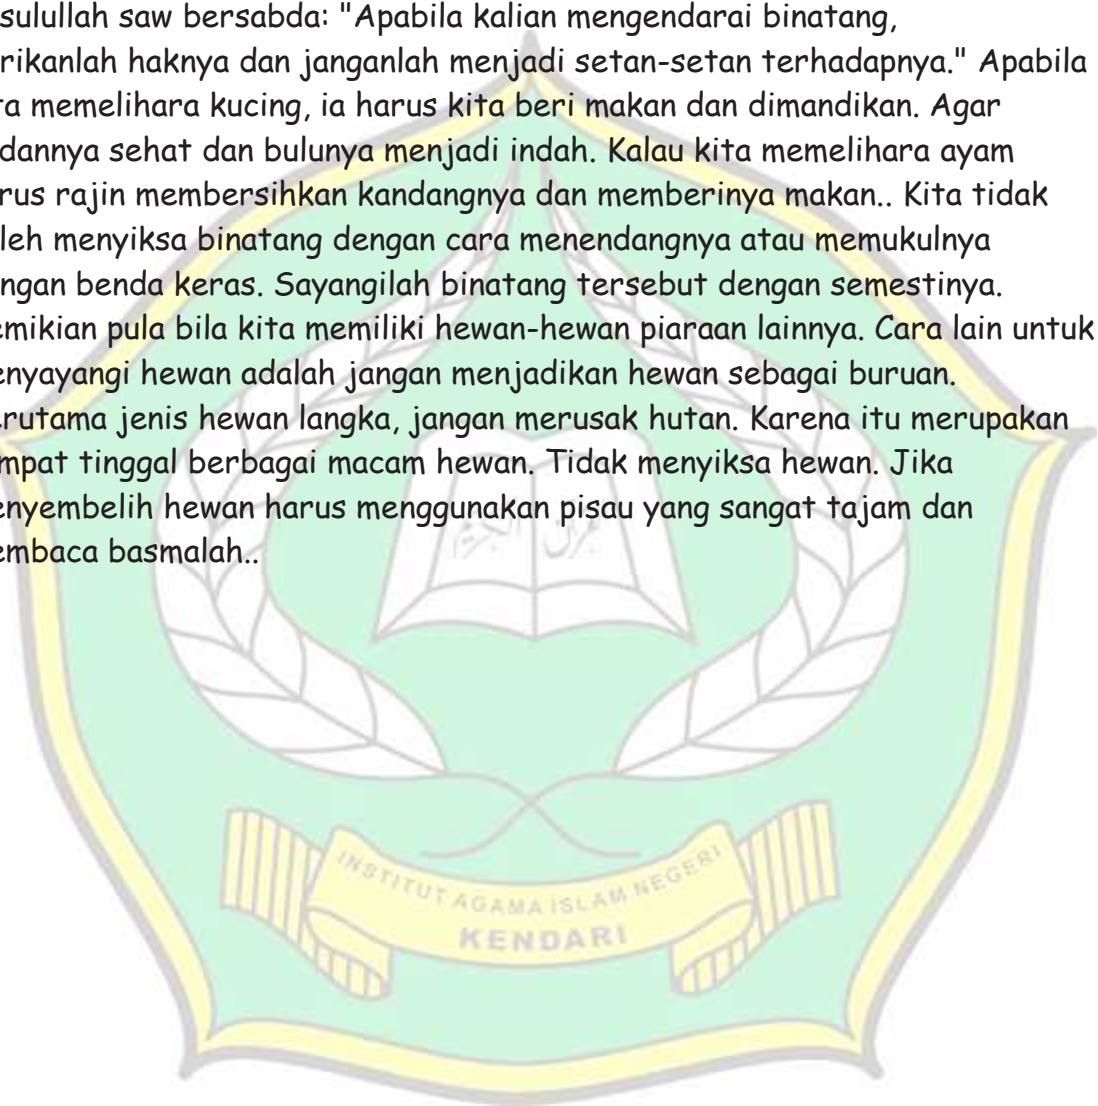 sulullah saw bersabda: "Apabila kalian mengendarai binatang,
rikanlah haknya dan janganlah menjadi setan-setan terhadapnya." Apabila
ta memelihara kucing, ia harus kita beri makan dan dimandikan. Agar
dannya sehat dan bulunya menjadi indah. Kalau kita memelihara ayam
rus rajin membersihkan kandangnya dan memberinya makan.. Kita tidak
leh menyiksa binatang dengan cara menendangnya atau memukulnya
ngan benda keras. Sayangilah binatang tersebut dengan semestinya.
emikian pula bila kita memiliki hewan-hewan piaraan lainnya. Cara lain untuk
enyayangi hewan adalah jangan menjadikan hewan sebagai buruan.
erutama jenis hewan langka, jangan merusak hutan. Karena itu merupakan
mpat tinggal berbagai macam hewan. Tidak menyiksa hewan. Jika
enyembelih hewan harus menggunakan pisau yang sangat tajam dan
embaca basmalah..
INSTITUT AGAMA ISLAM NEGERI
KENDARI